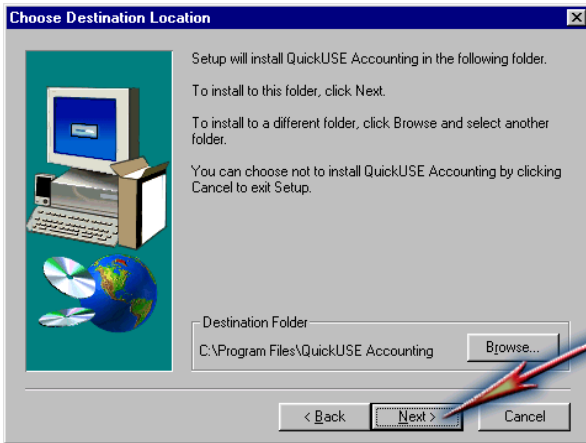 Choose Destination Location
Setup will install QuickUSE Accounting in the following folder.
To install to this folder, click Next.
To install to a different folder, click Browse and select another
folder.
You can choose not to install QuickUSE Accounting by clicking
Cancel to exit Setup.
Destination Folder
C:\Program Files\QuickUSE Accounting
Browse...
< Back
Next >
Cancel